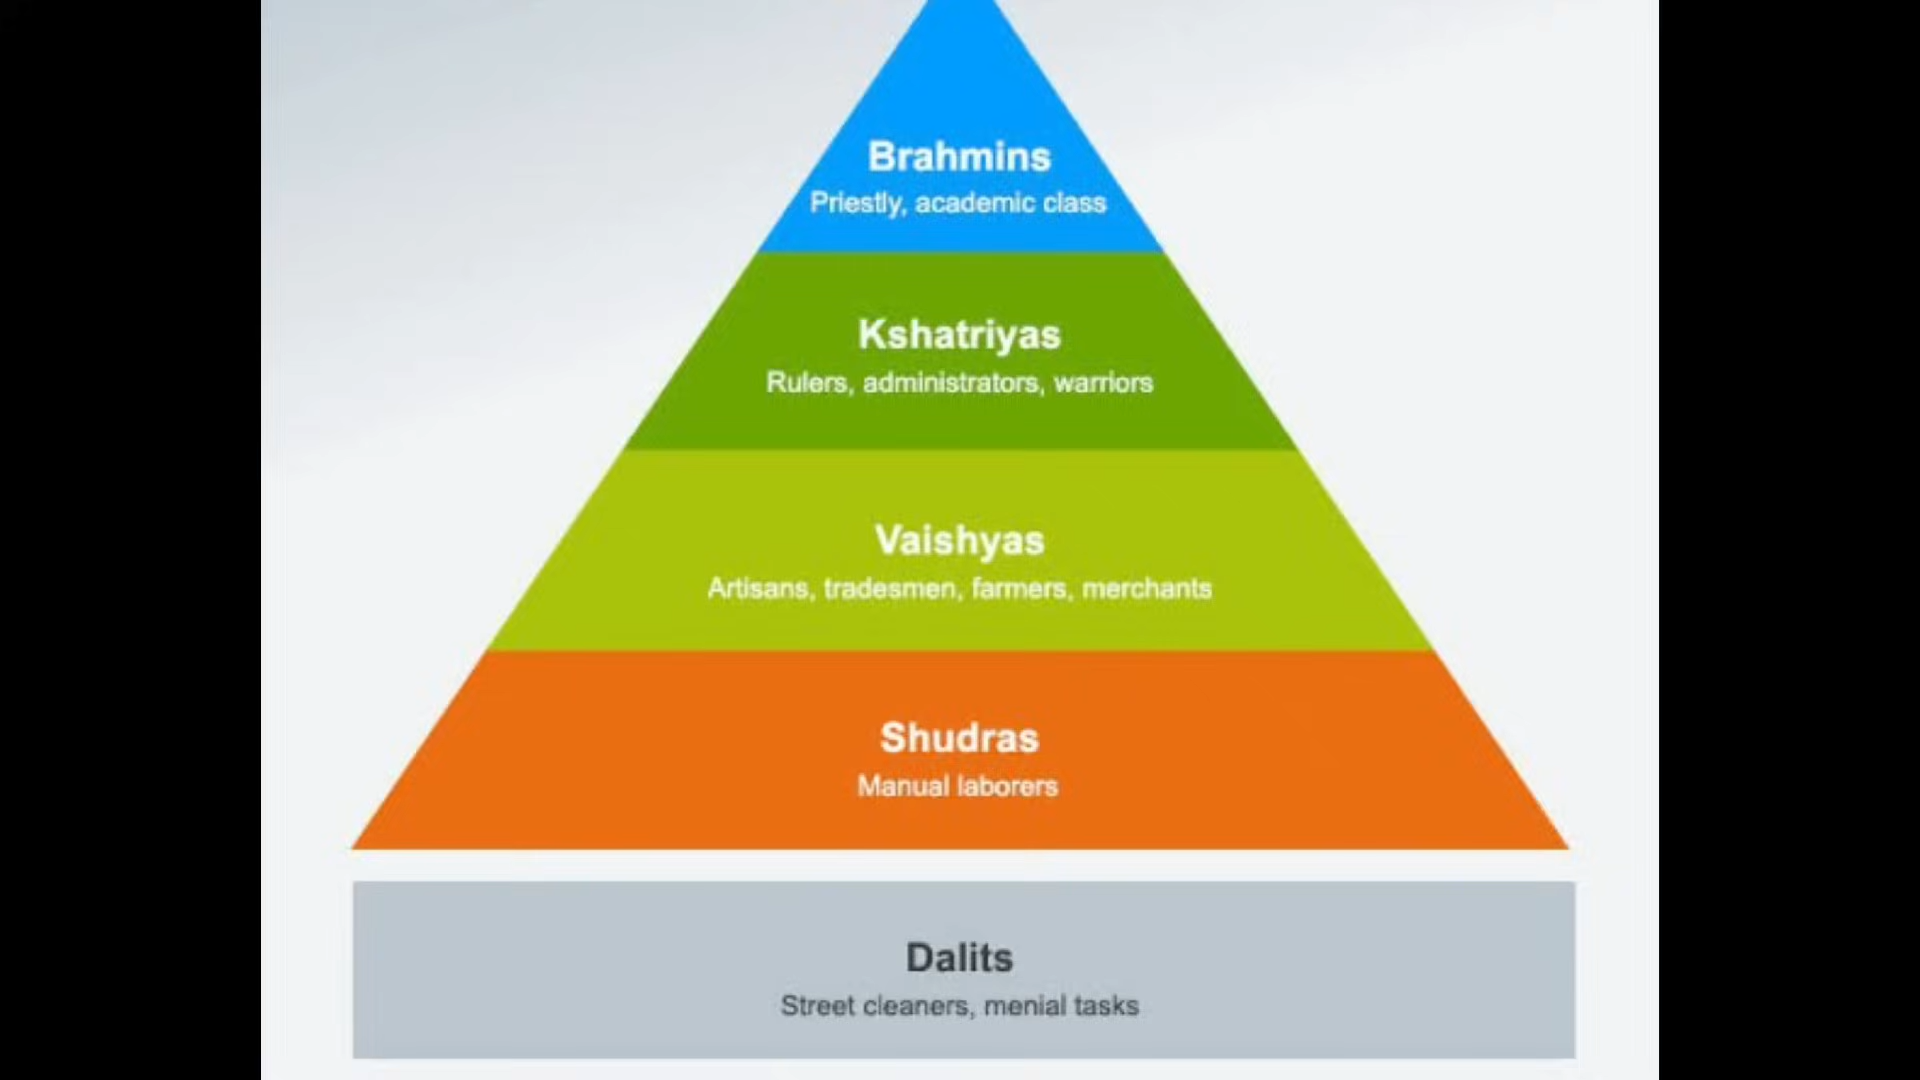 Brahmins
Priestly, academic class
Kshatriyas
Rulers, administrators, warriors
Vaishyas
Artisans, tradesmen, farmers, merchants
Shudras
Manual laborers
Dalits
Street cleaners, menial tasks